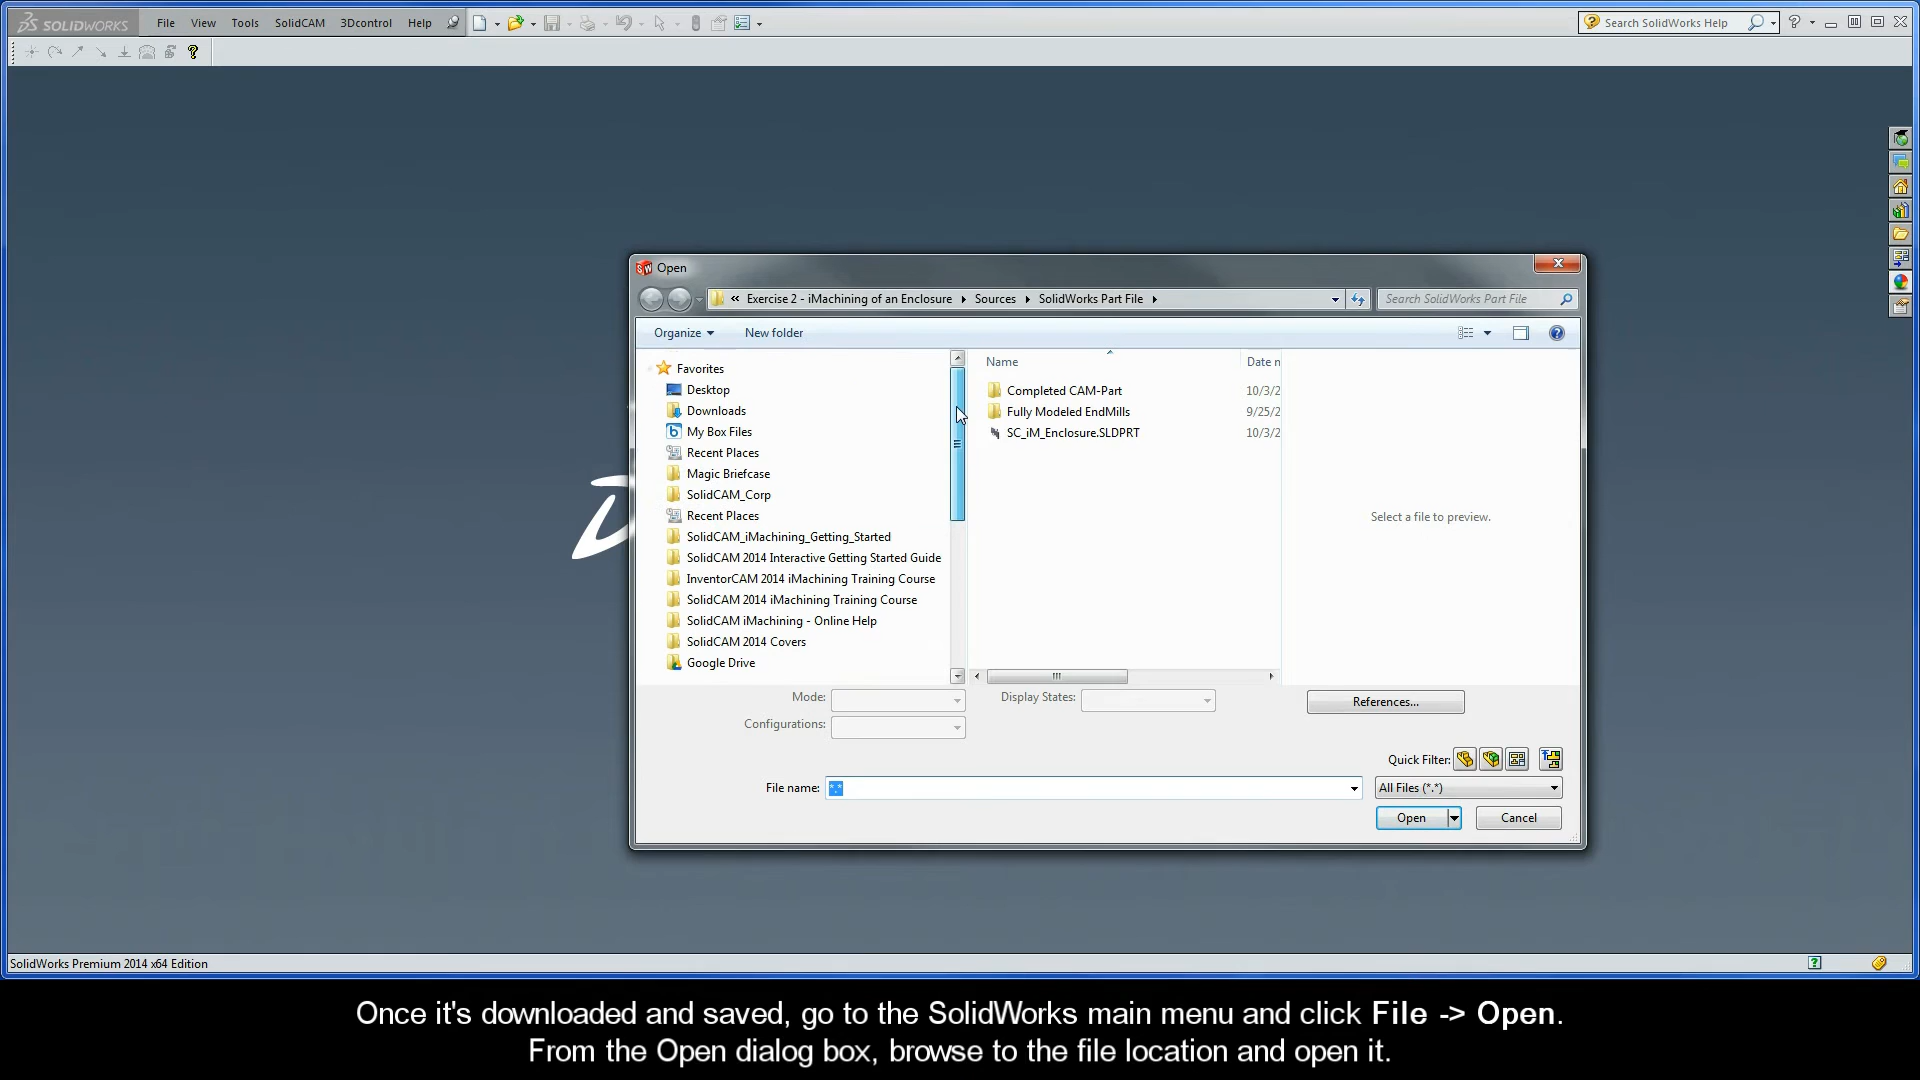 SOLIDWORKS File View Tools SolidCAM 3Dcontrol Help Search SolidWorks Help
Open
« Exercise 2 - iMachining of an Enclosure Sources SolidWorks Part File Search SolidWorks Part File
Organize New folder
Name Date n
Favorites
Desktop
Downloads
My Box Files
Recent Places
Magic Briefcase
SolidCAM_Corp
Recent Places
SolidCAM_iMachining_Getting_Started
SolidCAM 2014 Interactive Getting Started Guide
InventorCAM 2014 iMachining Training Course
SolidCAM 2014 iMachining Training Course
SolidCAM iMachining - Online Help
SolidCAM 2014 Covers
Google Drive
Completed CAM-Part 10/3/2
Fully Modeled EndMills 9/25/2
SC_iM_Enclosure.SLDPRT 10/3/2
Select a file to preview.
Mode: Display States: References...
Configurations:
Quick Filter:
File name: *.* All Files (*.*)
Open Cancel
SolidWorks Premium 2014 x64 Edition
Once it's downloaded and saved, go to the SolidWorks main menu and click File -> Open.
From the Open dialog box, browse to the file location and open it.